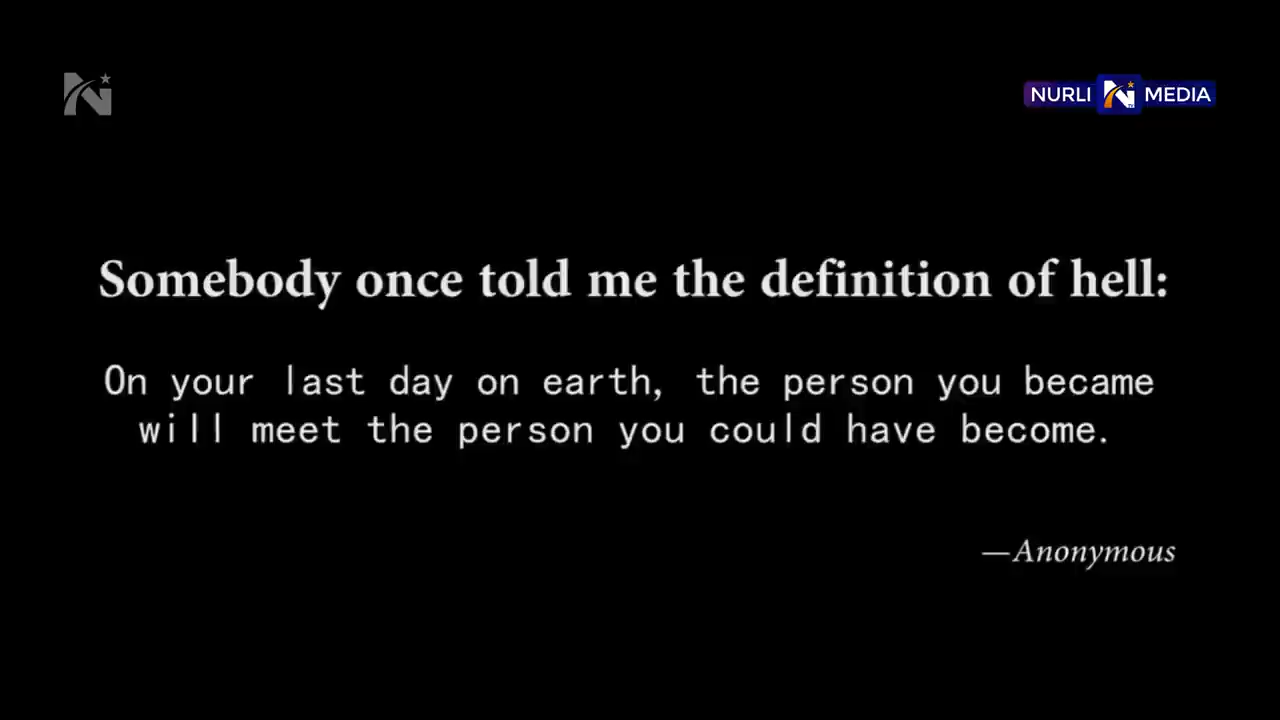 NURLI N MEDIA
Somebody once told me the definition of hell:
On your last day on earth, the person you became
will meet the person you could have become.
—Anonymous